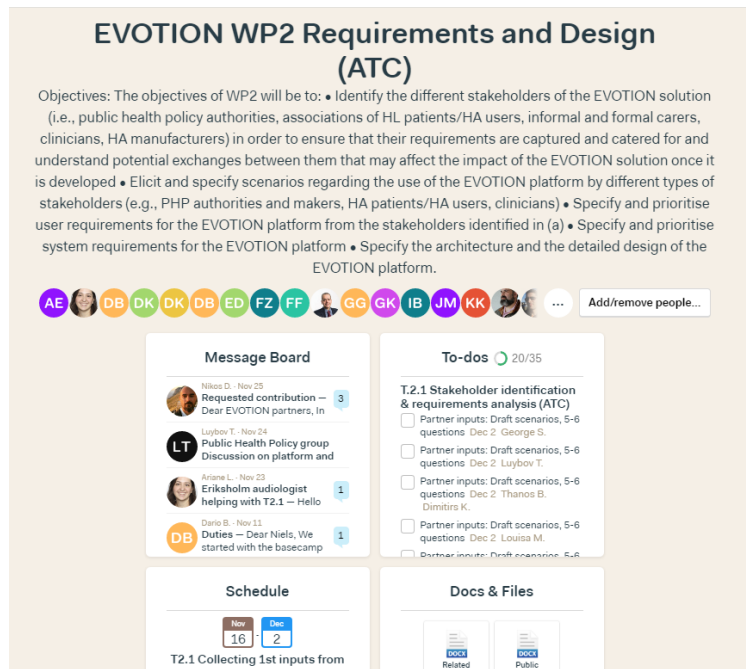 EVOTION WP2 Requirements and Design
(ATC)
Objectives: The objectives of WP2 will be to: • Identify the different stakeholders of the EVOTION solution
(i.e., public health policy authorities, associations of HL patients/HA users, informal and formal carers,
clinicians, HA manufacturers) in order to ensure that their requirements are captured and catered for and
understand potential exchanges between them that may affect the impact of the EVOTION solution once it
is developed • Elicit and specify scenarios regarding the use of the EVOTION platform by different types of
stakeholders (e.g., PHP authorities and makers, HA patients/HA users, clinicians) • Specify and prioritise
user requirements for the EVOTION platform from the stakeholders identified in (a) • Specify and prioritise
system requirements for the EVOTION platform • Specify the architecture and the detailed design of the
EVOTION platform.
AE DB DK DK DB ED FZ FF GG GK IB JM KK ... Add/remove people...
Message Board
Nikos D. · Nov 25
Requested contribution — 3
Dear EVOTION partners, In
Luybov T. · Nov 24
LT Public Health Policy group
Discussion on platform and
Ariane L. · Nov 23
Eriksholm audiologist 1
helping with T2.1 — Hello
Dario B. · Nov 11
DB Duties — Dear Niels, We 1
started with the basecamp
To-dos 20/35
T.2.1 Stakeholder identification
& requirements analysis (ATC)
Partner inputs: Draft scenarios, 5-6
questions Dec 2 George S.
Partner inputs: Draft scenarios, 5-6
questions Dec 2 Luybov T.
Partner inputs: Draft scenarios, 5-6
questions Dec 2 Thanos B.
Dimitirs K.
Partner inputs: Draft scenarios, 5-6
questions Dec 2 Louisa M.
Partner inputs: Draft scenarios, 5-6
Schedule
Nov Dec
16 - 2
T2.1 Collecting 1st inputs from
Docs & Files
DOCX DOCX
Related Public